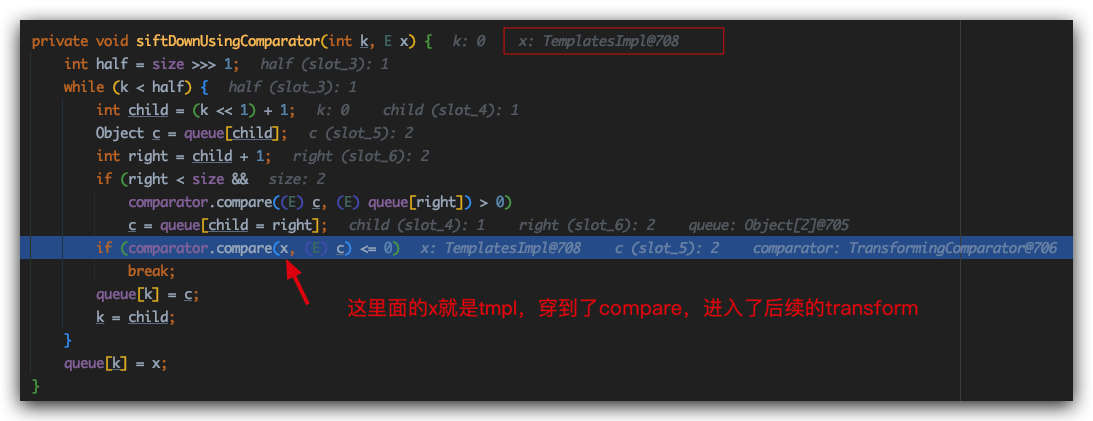 private void siftDownUsingComparator(int k, E x) { k: 0 x: TemplatesImpl@708
int half = size >>> 1; half (slot_3): 1
while (k < half) { half (slot_3): 1
int child = (k << 1) + 1; k: 0 child (slot_4): 1
Object c = queue[child]; c (slot_5): 2
int right = child + 1; right (slot_6): 2
if (right < size && size: 2
comparator.compare((E) c, (E) queue[right]) > 0)
c = queue[child = right]; child (slot_4): 1 right (slot_6): 2 queue: Object[2]@705
if (comparator.compare(x, (E) c) <= 0) x: TemplatesImpl@708 c (slot_5): 2 comparator: TransformingComparator@706
break;
queue[k] = c;
这里面的x就是tmpl，穿到了compare，进入了后续的transform
k = child;
}
queue[k] = x;
}